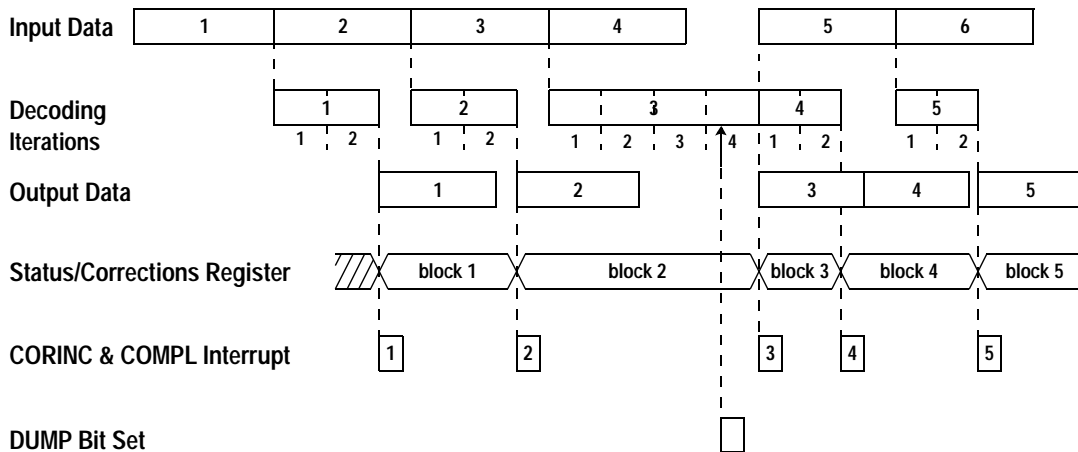 Input Data 1 2 3 4 5 6
Decoding 1 2 3 4 5
Iterations 1 2 1 2 1 2 3 4 1 2 1 2
Output Data 1 2 3 4 5
Status/Corrections Register block 1 block 2 block 3 block 4 block 5
CORINC & COMPL Interrupt 1 2 3 4 5
DUMP Bit Set